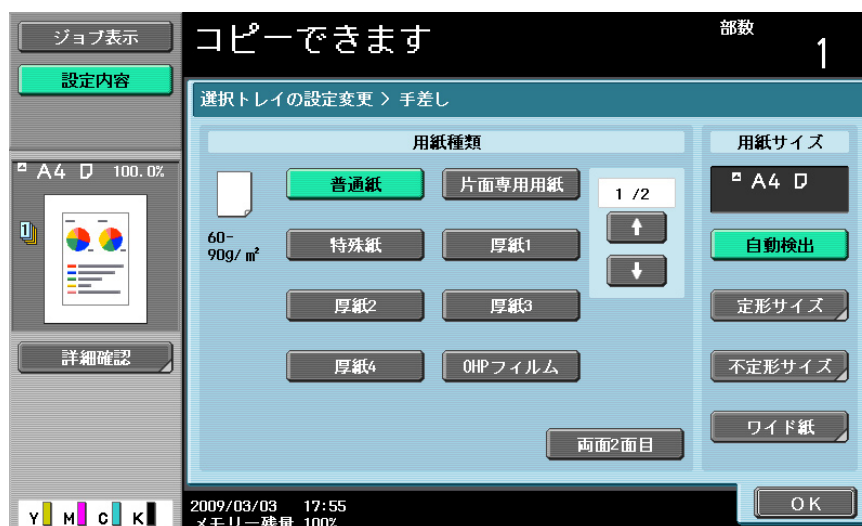 ジョブ表示
設定内容
コピーできます
部数
1
選択トレイの設定変更 > 手差し
用紙種類
用紙サイズ
A4 100.0%
1
60-
90g/㎡
普通紙
片面専用用紙
1 /2
特殊紙
厚紙1
厚紙2
厚紙3
厚紙4
OHPフィルム
両面2面目
A4
自動検出
定形サイズ
不定形サイズ
ワイド紙
詳細確認
Y M C K
2009/03/03 17:55
メモリー残量 100%
OK